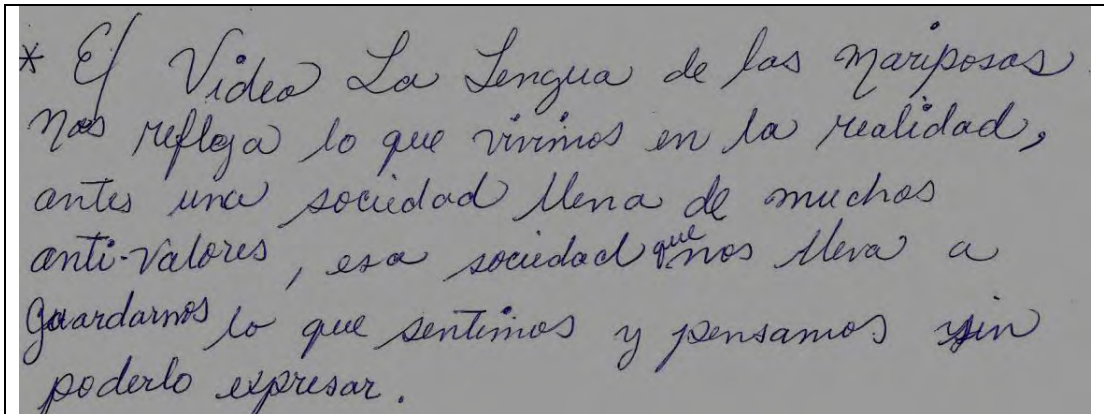 * El Video La Lengua de las Mariposas
nos refleja lo que vivimos en la realidad,
antes una sociedad llena de muchos
anti-valores, esa sociedad que nos lleva a
guardarnos lo que sentimos y pensamos sin
poderlo expresar.